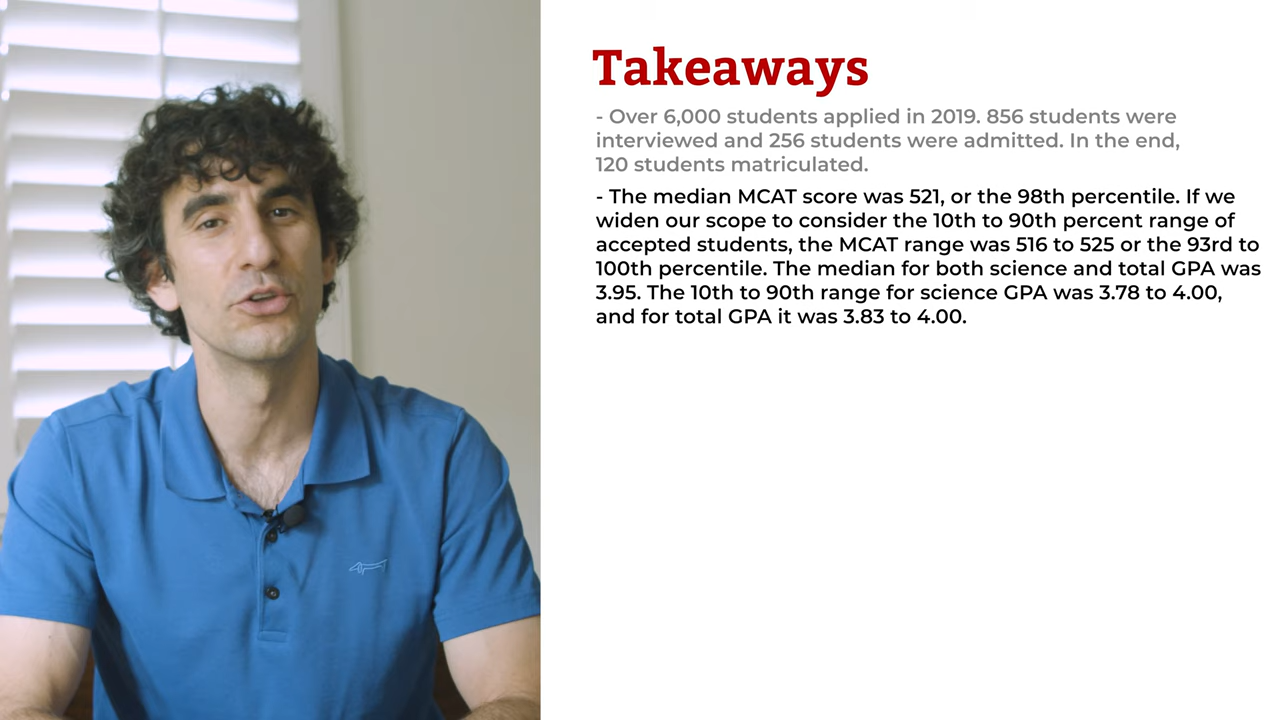 Takeaways
- Over 6,000 students applied in 2019. 856 students were
interviewed and 256 students were admitted. In the end,
120 students matriculated.
- The median MCAT score was 521, or the 98th percentile. If we
widen our scope to consider the 10th to 90th percent range of
accepted students, the MCAT range was 516 to 525 or the 93rd to
100th percentile. The median for both science and total GPA was
3.95. The 10th to 90th range for science GPA was 3.78 to 4.00,
and for total GPA it was 3.83 to 4.00.